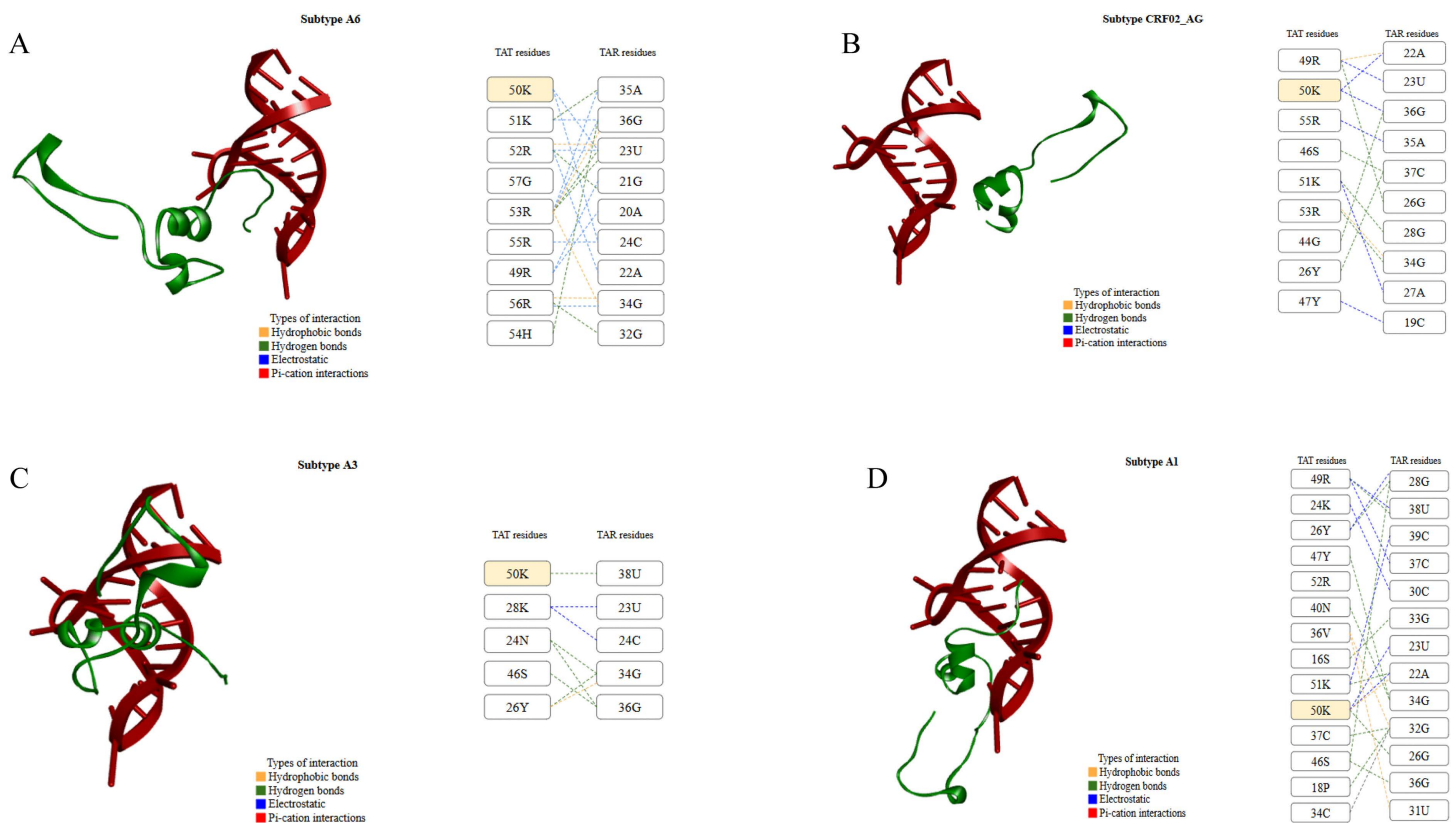 Subtype A6
A
TAT residues TAR residues
50K 35A
51K 36G
52R 23U
57G 21G
53R 20A
55R 24C
49R 22A
56R 34G
54H 32G
Types of interaction
Hydrophobic bonds
Hydrogen bonds
Electrostatic
Pi-cation interactions
Subtype CRF02_AG
B
TAT residues TAR residues
49R 22A
50K 23U
55R 36G
46S 35A
51K 37C
53R 26G
44G 28G
26Y 34G
47Y 27A
19C
Types of interaction
Hydrophobic bonds
Hydrogen bonds
Electrostatic
Pi-cation interactions
Subtype A3
C
TAT residues TAR residues
50K 38U
28K 23U
24N 24C
46S 34G
26Y 36G
Types of interaction
Hydrophobic bonds
Hydrogen bonds
Electrostatic
Pi-cation interactions
Subtype A1
D
TAT residues TAR residues
49R 28G
24K 38U
26Y 39C
47Y 37C
52R 30C
40N 33G
36V 23U
16S 22A
51K 34G
50K 32G
37C 26G
46S 36G
18P 31U
34C
Types of interaction
Hydrophobic bonds
Hydrogen bonds
Electrostatic
Pi-cation interactions